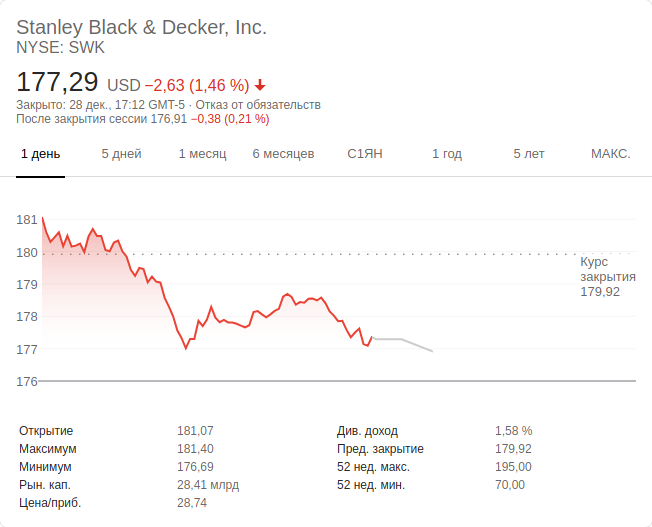 Stanley Black & Decker, Inc.
NYSE: SWK
177,29 USD −2,63 (1,46 %)
Закрыто: 28 дек., 17:12 GMT-5 · Отказ от обязательств
После закрытия сессии 176,91 −0,38 (0,21 %)
1 день 5 дней 1 месяц 6 месяцев С1ЯН 1 год 5 лет МАКС.
181
180
Курс
закрытия
179,92
179
178
177
176
Открытие 181,07 Див. доход 1,58 %
Максимум 181,40 Пред. закрытие 179,92
Минимум 176,69 52 нед. макс. 195,00
Рын. кап. 28,41 млрд 52 нед. мин. 70,00
Цена/приб. 28,74